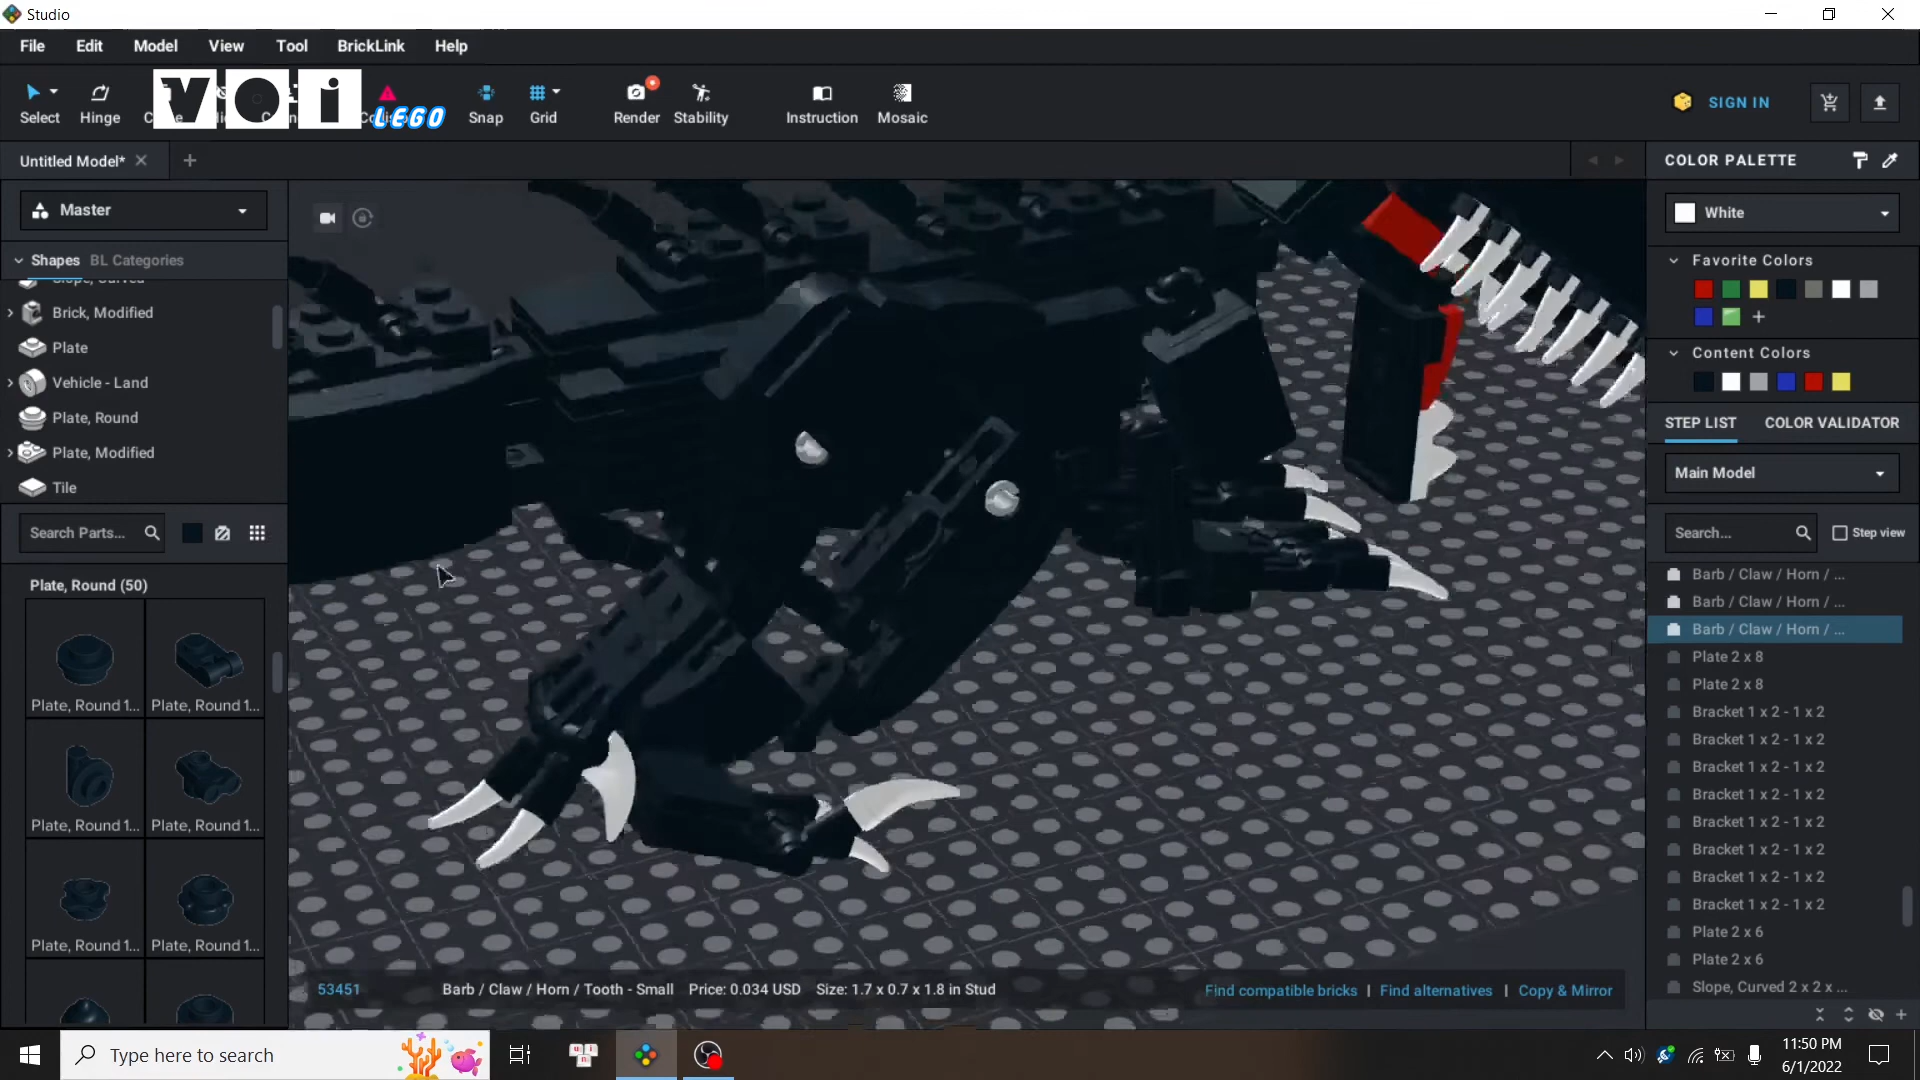 Studio
File Edit Model View Tool BrickLink Help
Select Hinge Snap Grid Render Stability Instruction Mosaic SIGN IN
VOi LEGO
Untitled Model* COLOR PALETTE
Master White
Shapes BL Categories Favorite Colors
Slope, Curved
Brick, Modified
Plate Content Colors
Vehicle - Land
Plate, Round STEP LIST COLOR VALIDATOR
Plate, Modified
Main Model
Tile
Search Parts... Search... Step view
Plate, Round (50)
Barb / Claw / Horn / ...
Barb / Claw / Horn / ...
Barb / Claw / Horn / ...
Plate 2 x 8
Plate 2 x 8
Plate, Round 1... Plate, Round 1...
Bracket 1 x 2 - 1 x 2
Bracket 1 x 2 - 1 x 2
Bracket 1 x 2 - 1 x 2
Bracket 1 x 2 - 1 x 2
Plate, Round 1... Plate, Round 1...
Bracket 1 x 2 - 1 x 2
Bracket 1 x 2 - 1 x 2
Bracket 1 x 2 - 1 x 2
Bracket 1 x 2 - 1 x 2
Plate 2 x 6
Plate, Round 1... Plate, Round 1...
Plate 2 x 6
Slope, Curved 2 x 2 x ...
53451 Barb / Claw / Horn / Tooth - Small Price: 0.034 USD Size: 1.7 x 0.7 x 1.8 in Stud Find compatible bricks | Find alternatives | Copy & Mirror
Type here to search
11:50 PM
6/1/2022